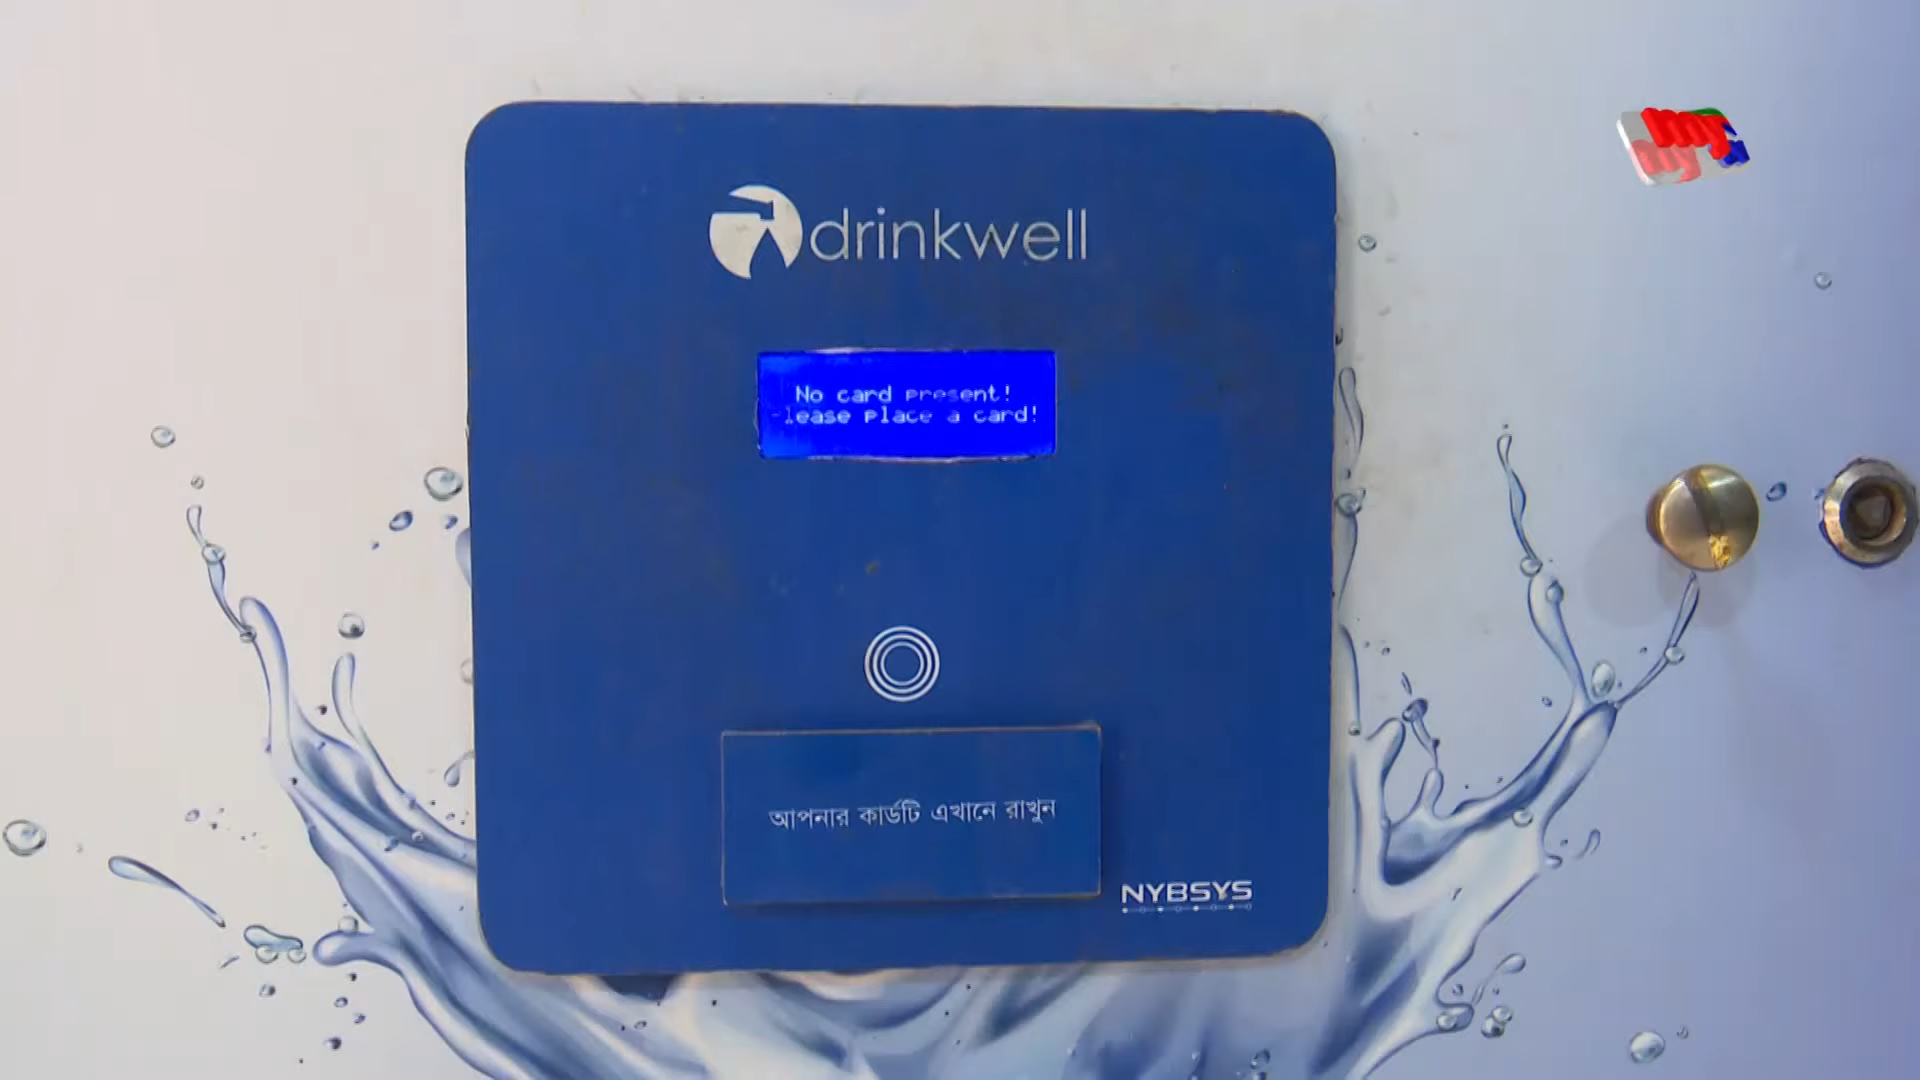 drinkwell
No card present!
lease place a card!
আপনার কার্ডটি এখানে রাখুন
NYBSYS